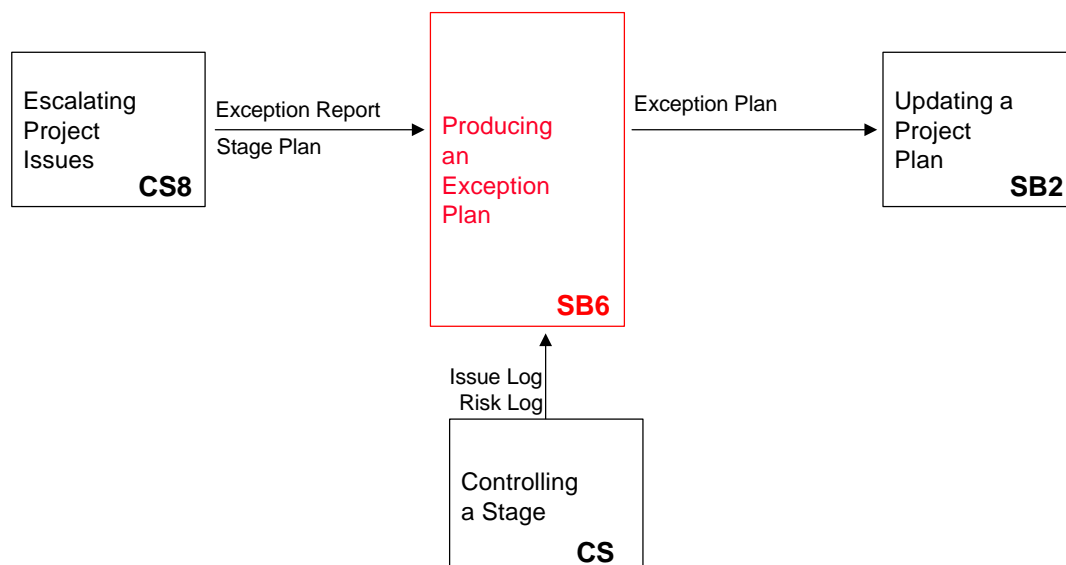 Escalating
Project
Issues
CS8
Exception Report
Stage Plan
Producing
an
Exception
Plan
SB6
Exception Plan
Updating a
Project
Plan
SB2
Issue Log
Risk Log
Controlling
a Stage
CS